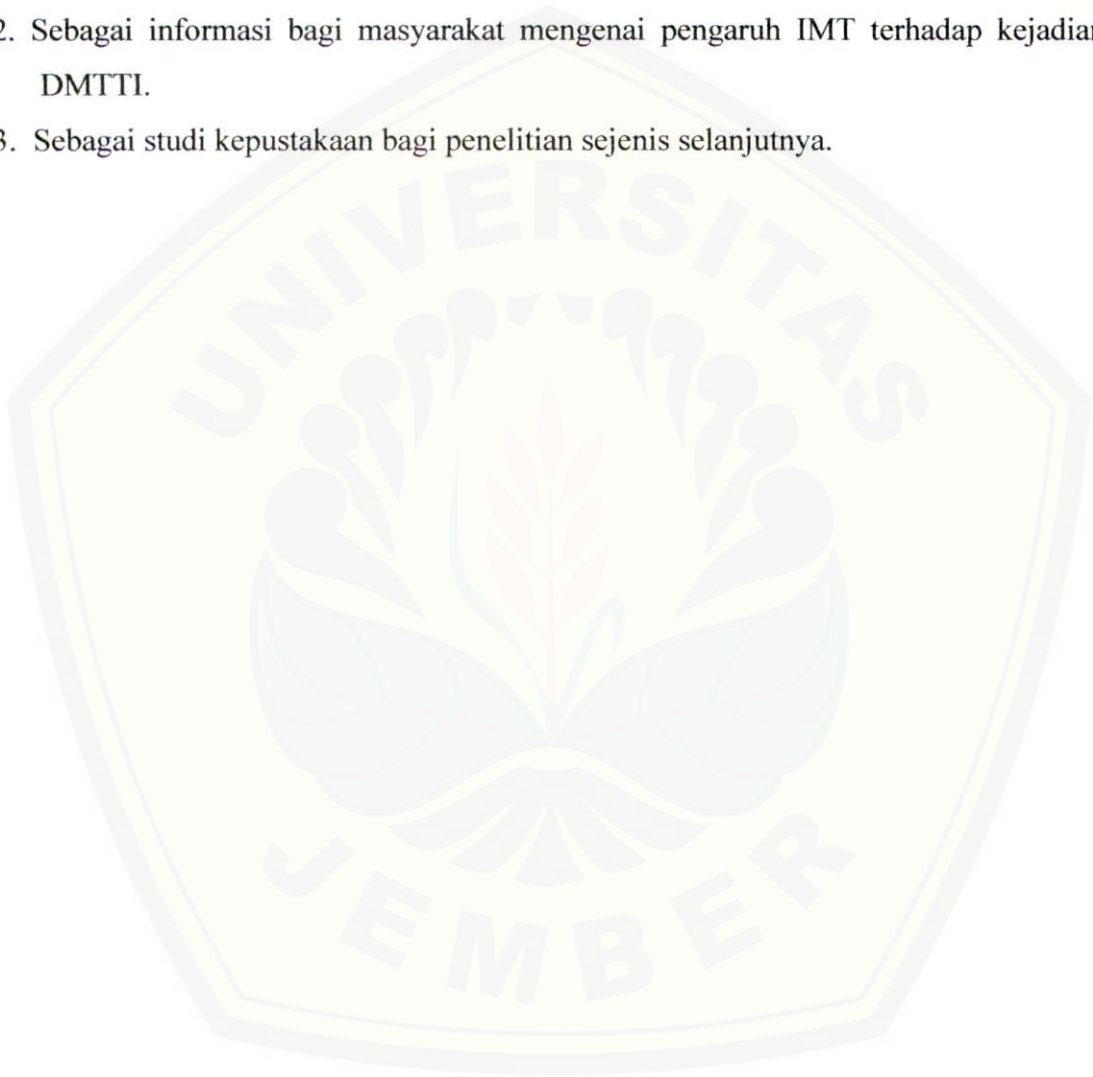 2. Sebagai informasi bagi masyarakat mengenai pengaruh IMT terhadap kejadian
DMTTI.
3. Sebagai studi kepustakaan bagi penelitian sejenis selanjutnya.
UNIVERSITAS
JEMBER